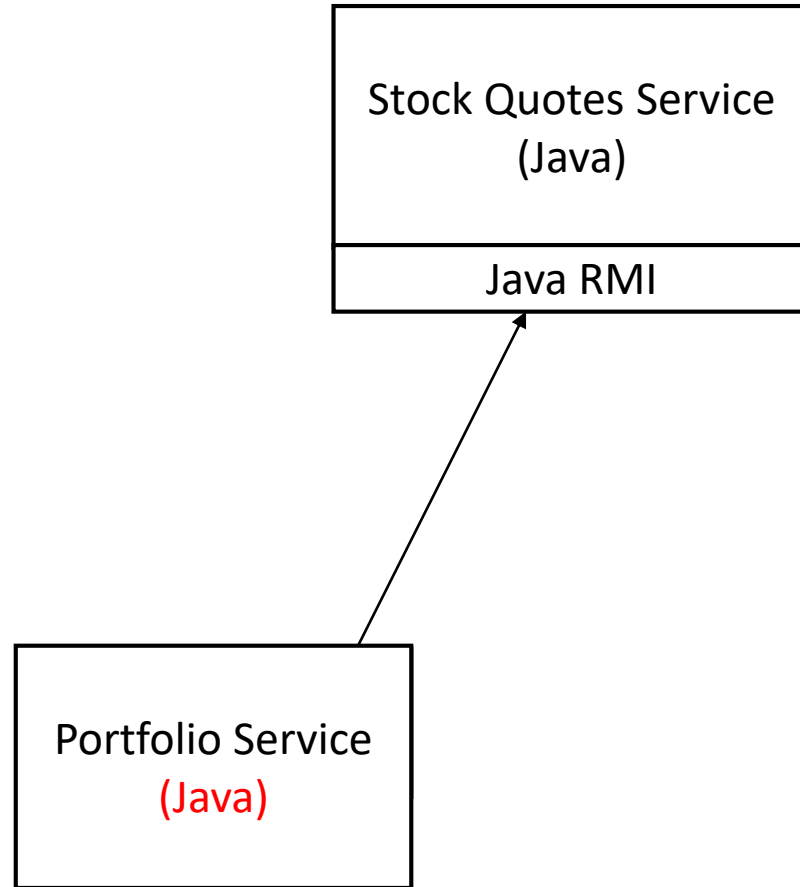 Stock Quotes Service
(Java)
Java RMI
Portfolio Service
(Java)